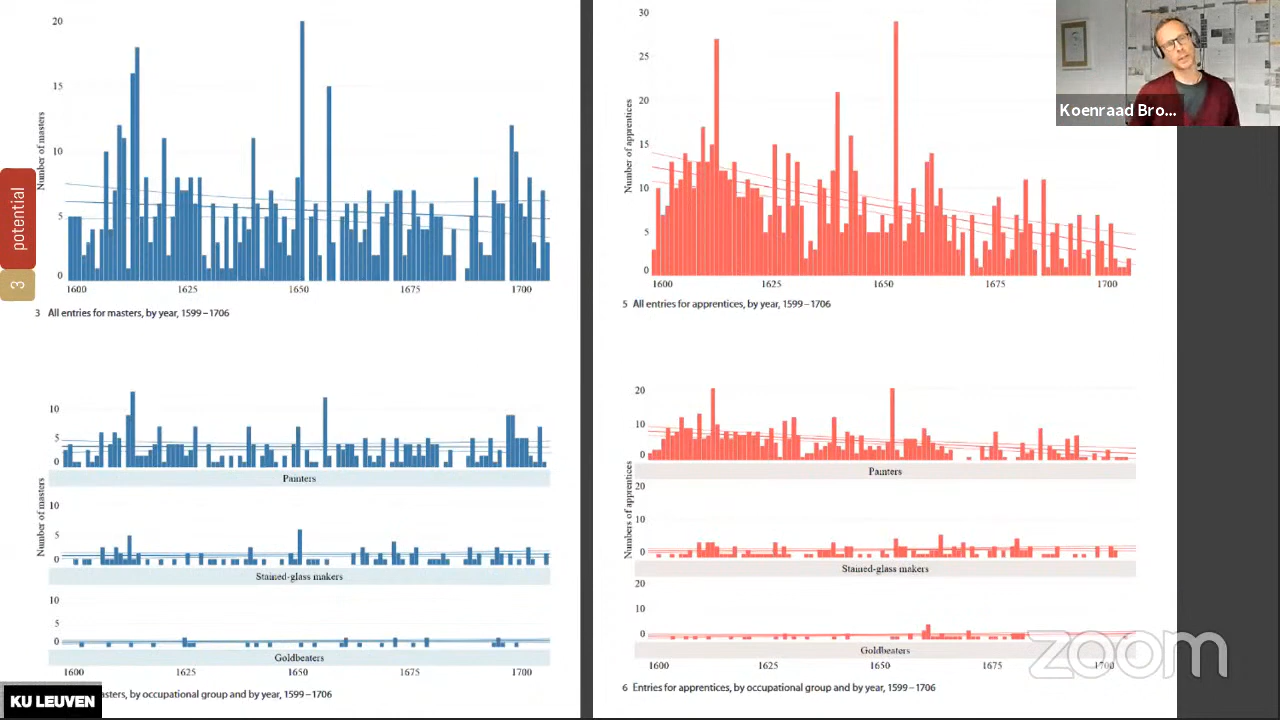 20
15
10
5
0
Number of masters
1600
1625
1650
1675
1700
3 All entries for masters, by year, 1599–1706
10
5
0
Painters
Number of masters
10
5
0
Stained-glass makers
10
5
0
Goldbeaters
1600
1625
1650
1675
1700
asters, by occupational group and by year, 1599–1706
potential
3
KU LEUVEN
30
25
20
15
10
5
0
Number of apprentices
1600
1625
1650
1675
1700
5 All entries for apprentices, by year, 1599–1706
20
10
0
Painters
Numbers of apprentices
20
10
0
Stained-glass makers
20
10
0
Goldbeaters
1600
1625
1650
1675
1700
6 Entries for apprentices, by occupational group and by year, 1599–1706
Koenraad Bro...
zoom